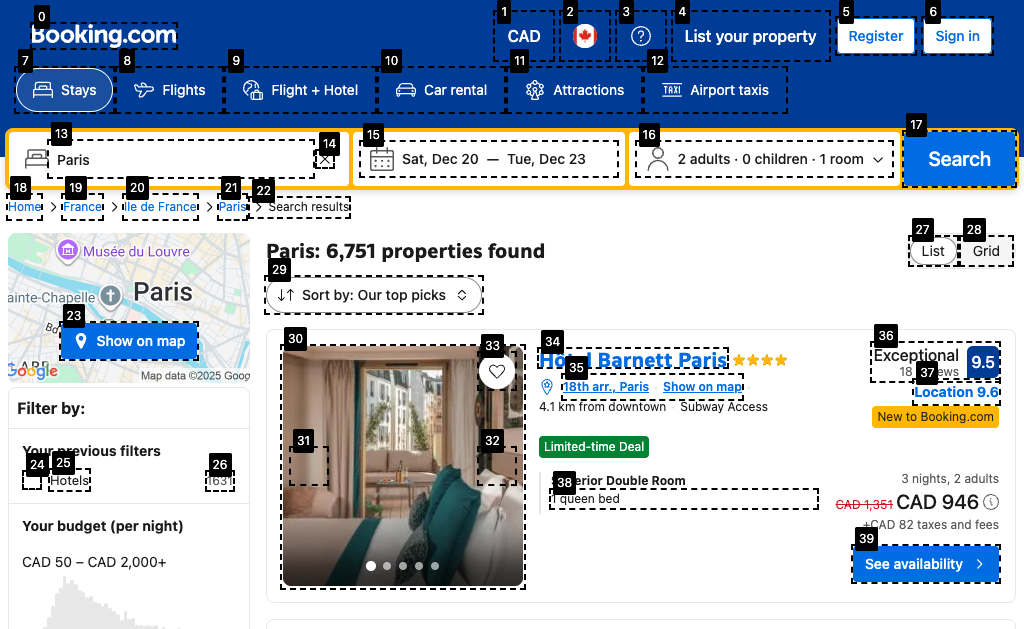 0
Booking.com
1
CAD
2
3
4
List your property
5
Register
6
Sign in
7
Stays
8
Flights
9
Flight + Hotel
10
Car rental
11
Attractions
12
TAXI
Airport taxis
13
Paris
14
15
Sat, Dec 20 — Tue, Dec 23
16
2 adults · 0 children · 1 room
17
Search
18
Home
19
France
20
Ile de France
21
Paris
22
Search results
Musée du Louvre
ainte-Chapelle
Paris
23
Show on map
Google
Map data ©2025 Goog
Paris: 6,751 properties found
27
List
28
Grid
29
Sort by: Our top picks
Filter by:
Your previous filters
24
25
Hotels
26
1631
Your budget (per night)
CAD 50 – CAD 2,000+
30
31
32
33
34
Hotel Barnett Paris
35
18th arr., Paris
Show on map
4.1 km from downtown
Subway Access
36
Exceptional
9.5
18
37
Location 9.6
New to Booking.com
Limited-time Deal
38
Superior Double Room
1 queen bed
3 nights, 2 adults
CAD 1,351 CAD 946
+CAD 82 taxes and fees
39
See availability